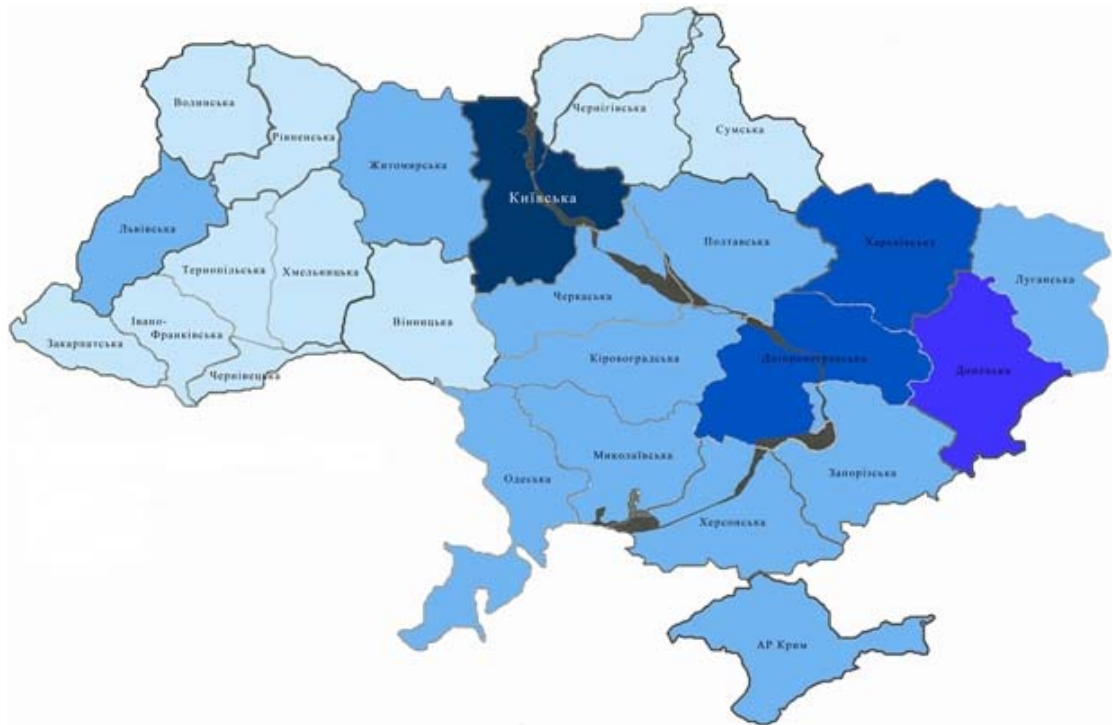 Волинська
Рівненська
Чернігівська
Сумська
Житомирська
Київська
Львівська
Полтавська
Харківська
Тернопільська
Хмельницька
Луганська
Черкаська
Вінницька
Івано-
Франківська
Закарпатська
Чернівецька
Кіровоградська
Дніпропетровська
Донецька
Миколаївська
Одеська
Запорізська
Херсонська
АР Крим